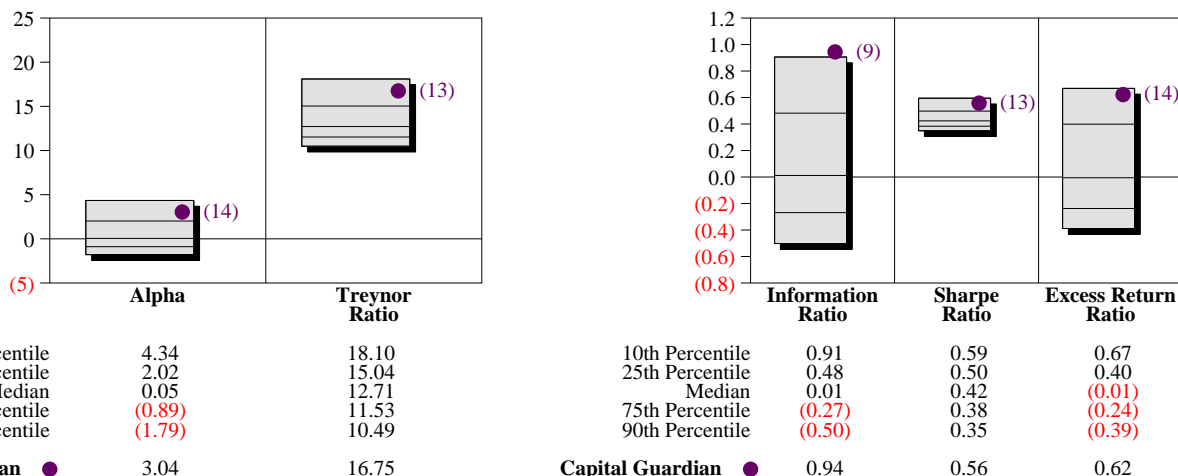 25
20
15
10
5
0
(5)
(14)
(13)
Alpha
Treynor
Ratio
centile 4.34 18.10
centile 2.02 15.04
Median 0.05 12.71
centile (0.89) 11.53
centile (1.79) 10.49
an 3.04 16.75
1.2
1.0
0.8
0.6
0.4
0.2
0.0
(0.2)
(0.4)
(0.6)
(0.8)
(9)
(13)
(14)
Information
Ratio
Sharpe
Ratio
Excess Return
Ratio
10th Percentile 0.91 0.59 0.67
25th Percentile 0.48 0.50 0.40
Median 0.01 0.42 (0.01)
75th Percentile (0.27) 0.38 (0.24)
90th Percentile (0.50) 0.35 (0.39)
Capital Guardian 0.94 0.56 0.62